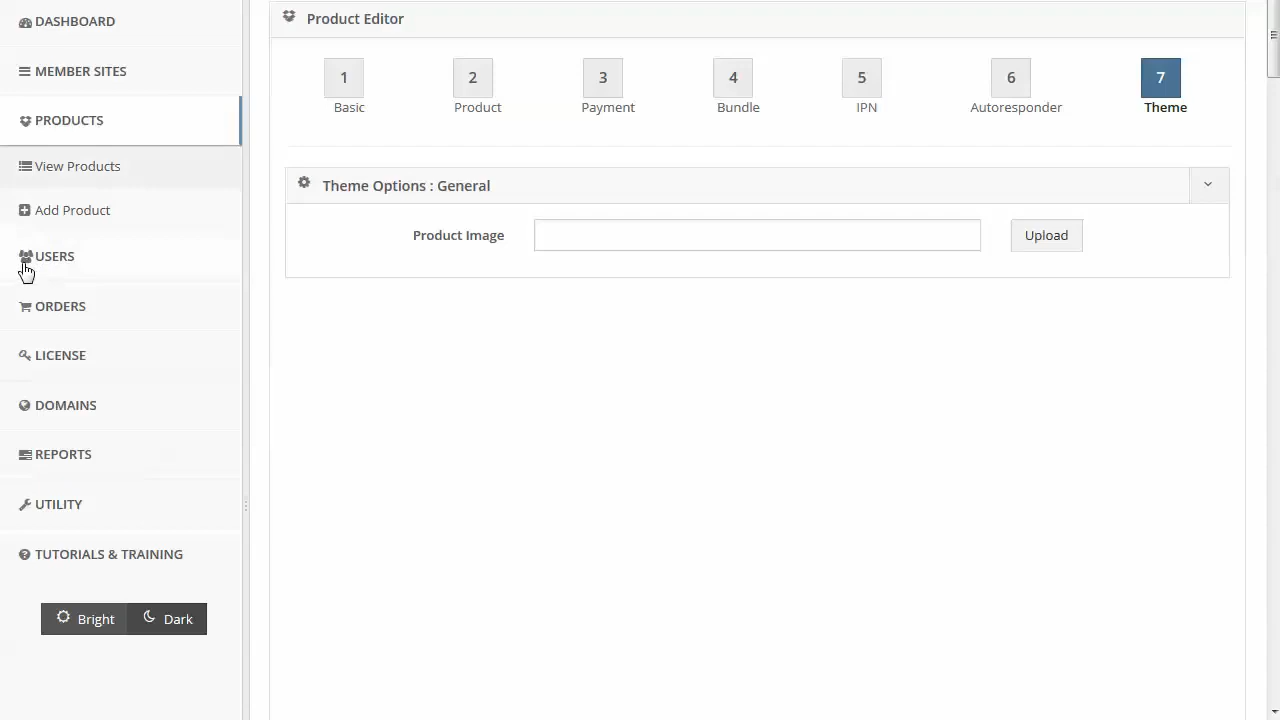 DASHBOARD
MEMBER SITES
PRODUCTS
View Products
Add Product
USERS
ORDERS
LICENSE
DOMAINS
REPORTS
UTILITY
TUTORIALS & TRAINING
Bright Dark
Product Editor
1 2 3 4 5 6 7
Basic Product Payment Bundle IPN Autoresponder Theme
Theme Options : General
Product Image Upload